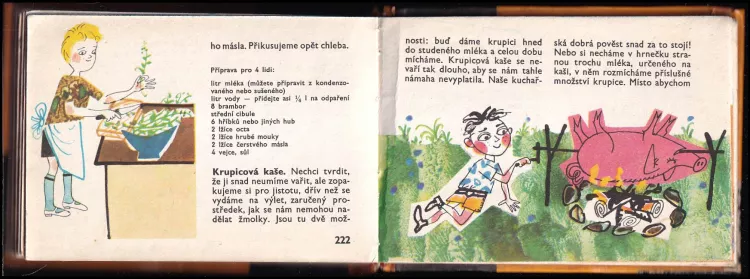 ho másla. Přikusujeme opět chleba.
Příprava pro 4 lidi:
litr mléka (můžete připravit z kondenzo-
vaného nebo sušeného)
litr vody — přidejte asi ¼ l na odpaření
8 brambor
střední cibule
6 hříbků nebo jiných hub
2 lžíce octa
2 lžíce hrubé mouky
2 lžíce čerstvého másla
4 vejce, sůl
Krupicová kaše. Nechci tvrdit,
že ji snad neumíme vařit, ale zopa-
kujeme si pro jistotu, dřív než se
vydáme na výlet, zaručený pro-
středek, jak se nám nemohou na-
dělat žmolky. Jsou tu dvě mož-
222
nosti: buď dáme krupici hned
do studeného mléka a celou dobu
mícháme. Krupicová kaše se ne-
vaří tak dlouho, aby se nám tahle
námaha nevyplatila. Naše kuchař-
ská dobrá pověst snad za to stojí!
Nebo si necháme v hrnečku stra-
nou trochu mléka, určeného na
kaši, v něm rozmícháme příslušné
množství krupice. Místo abychom